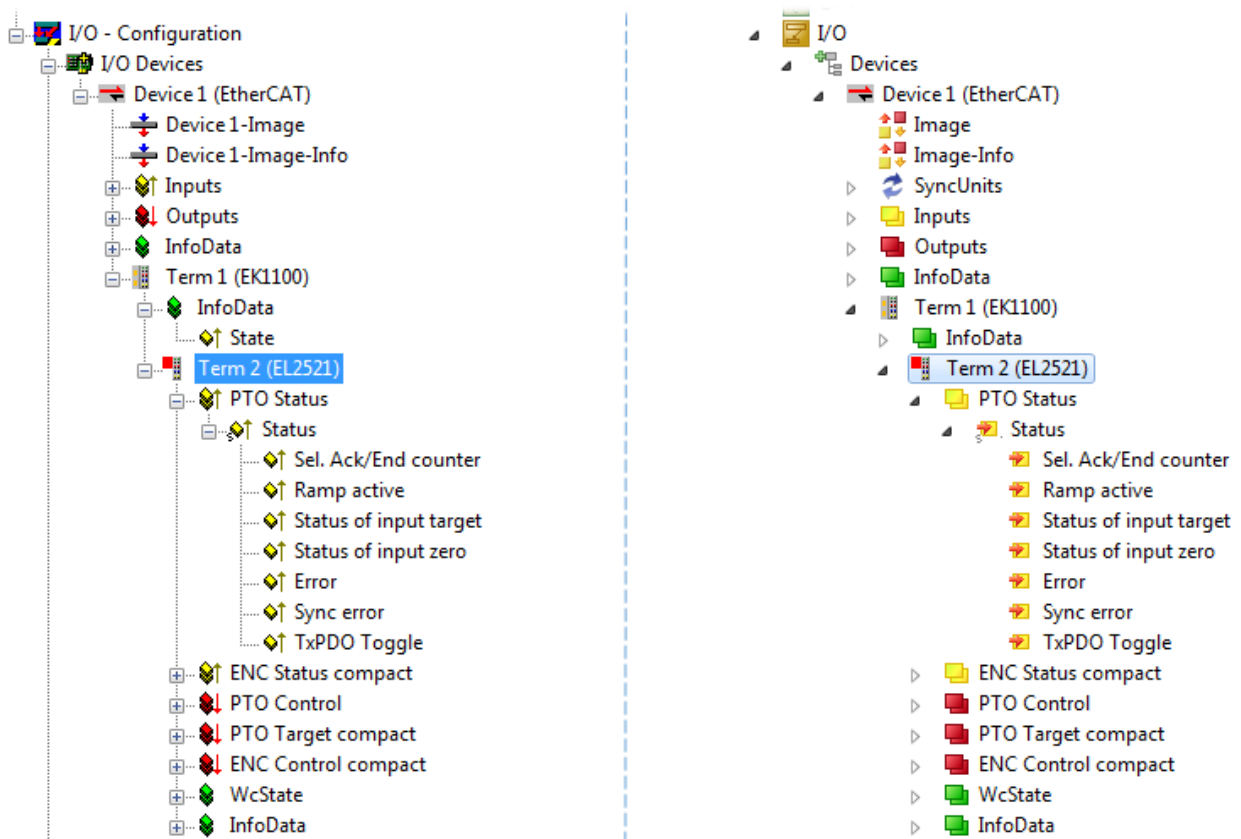 I/O - Configuration
I/O Devices
Device 1 (EtherCAT)
Device 1-Image
Device 1-Image-Info
Inputs
Outputs
InfoData
Term 1 (EK1100)
InfoData
State
Term 2 (EL2521)
PTO Status
Status
Sel. Ack/End counter
Ramp active
Status of input target
Status of input zero
Error
Sync error
TxPDO Toggle
ENC Status compact
PTO Control
PTO Target compact
ENC Control compact
WcState
InfoData
I/O
Devices
Device 1 (EtherCAT)
Image
Image-Info
SyncUnits
Inputs
Outputs
InfoData
Term 1 (EK1100)
InfoData
Term 2 (EL2521)
PTO Status
Status
Sel. Ack/End counter
Ramp active
Status of input target
Status of input zero
Error
Sync error
TxPDO Toggle
ENC Status compact
PTO Control
PTO Target compact
ENC Control compact
WcState
InfoData